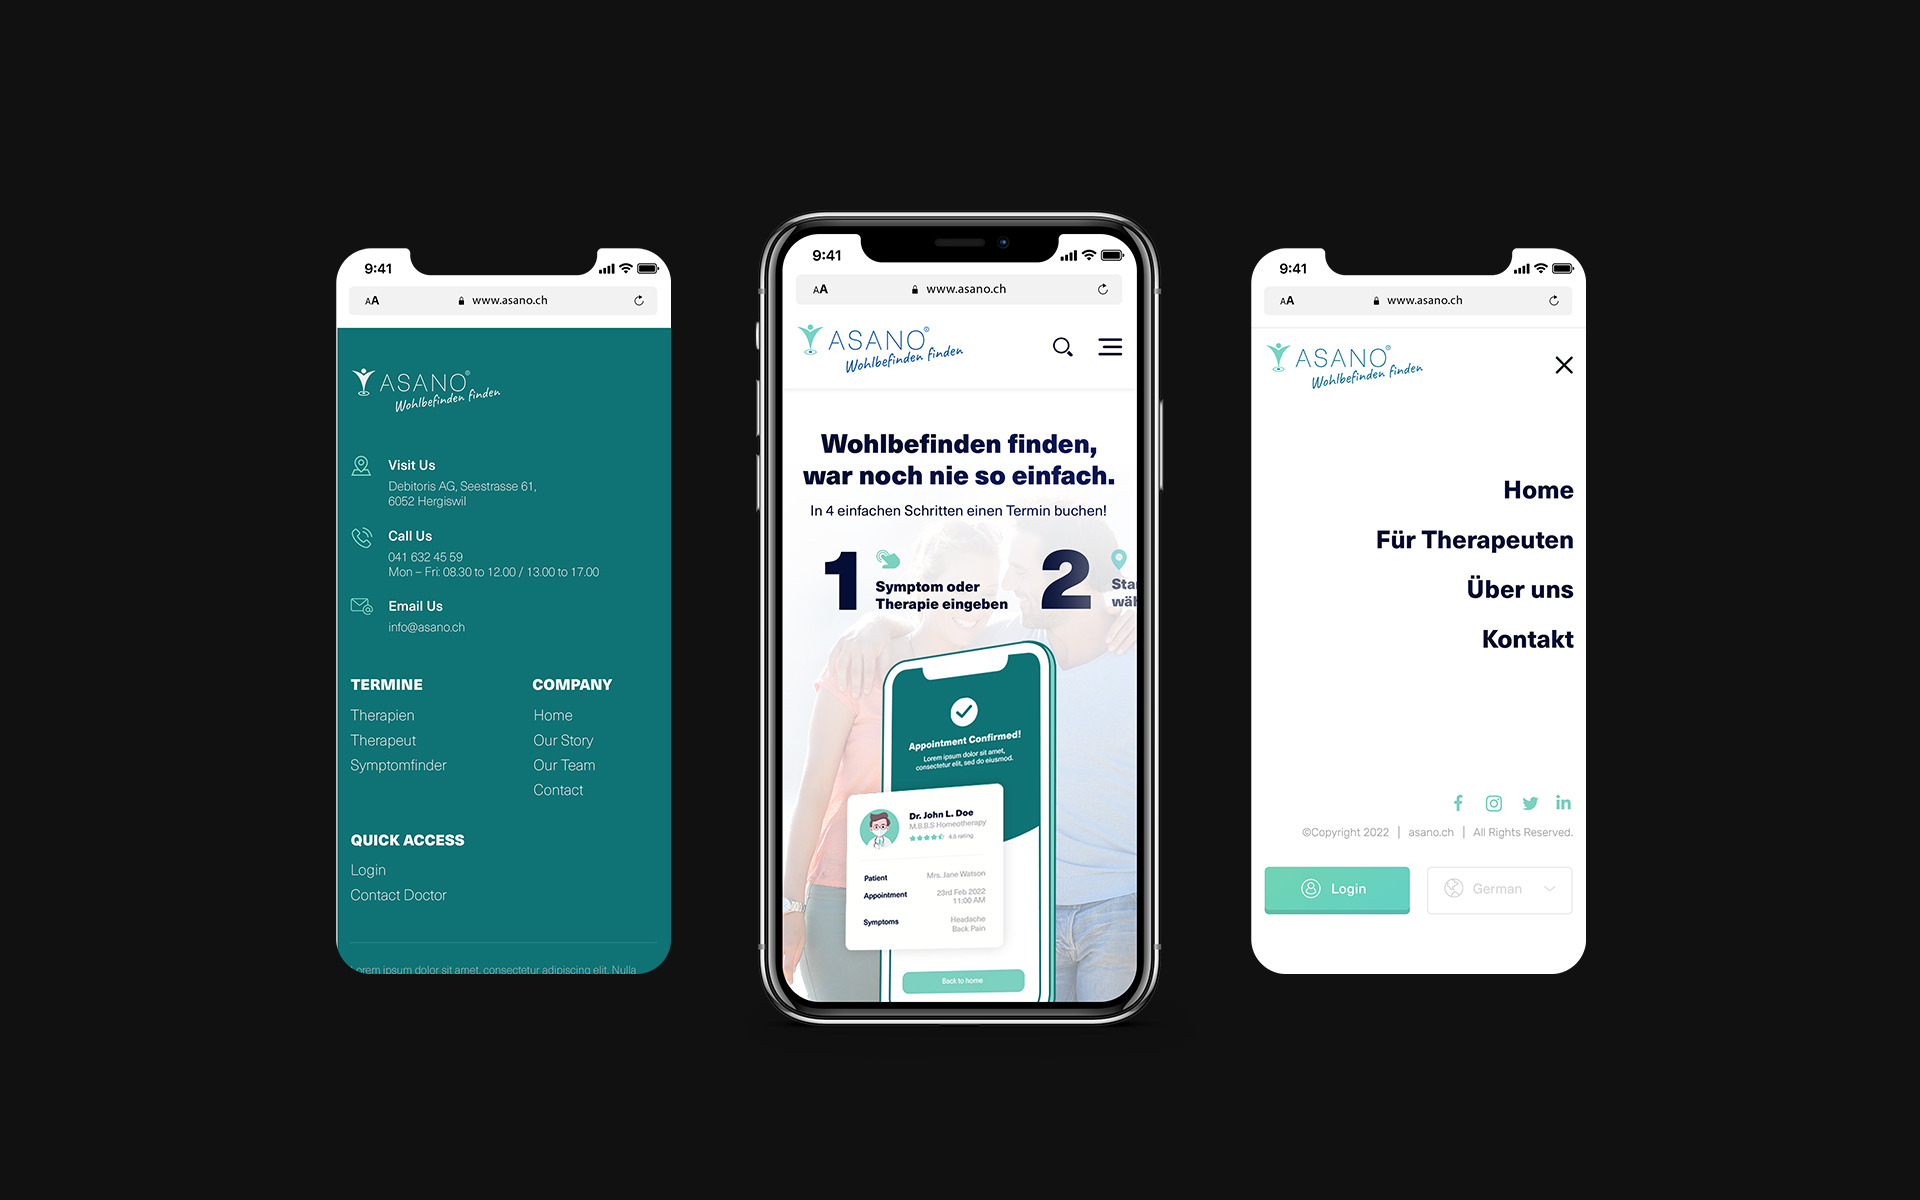 9:41
AA
www.asano.ch
ASANO®
Wohlbefinden finden
Visit Us
Debitoris AG, Seestrasse 61,
6052 Hergiswil
Call Us
041 632 45 59
Mon – Fri: 08.30 to 12.00 / 13.00 to 17.00
Email Us
info@asano.ch
TERMINE
Therapien
Therapeut
Symptomfinder
COMPANY
Home
Our Story
Our Team
Contact
QUICK ACCESS
Login
Contact Doctor
Lorem ipsum dolor sit amet, consectetur adipiscing elit. Nulla
9:41
AA
www.asano.ch
ASANO®
Wohlbefinden finden
Wohlbefinden finden,
war noch nie so einfach.
In 4 einfachen Schritten einen Termin buchen!
1
Symptom oder
Therapie eingeben
2
Sta
wäh
Appointment Confirmed!
Lorem ipsum dolor sit amet,
consectetur elit, sed do eiusmod.
Dr. John L. Doe
M.B.B.S Homeotherapy
4.5 rating
Patient
Mrs. Jane Watson
Appointment
23rd Feb 2022
11:00 AM
Symptoms
Headache
Back Pain
Back to home
9:41
AA
www.asano.ch
ASANO®
Wohlbefinden finden
Home
Für Therapeuten
Über uns
Kontakt
©Copyright 2022 | asano.ch | All Rights Reserved.
Login
German